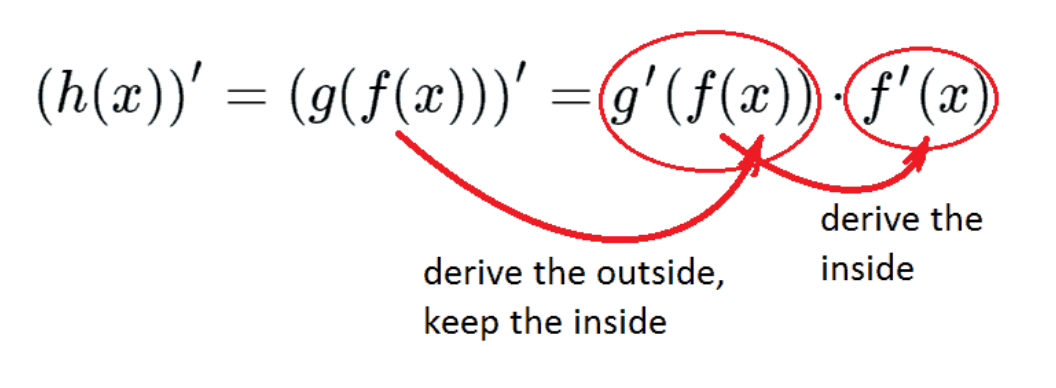 (h(x))′ = (g(f(x)))′ = g′(f(x)) · f′(x)
derive the
inside
derive the outside,
keep the inside